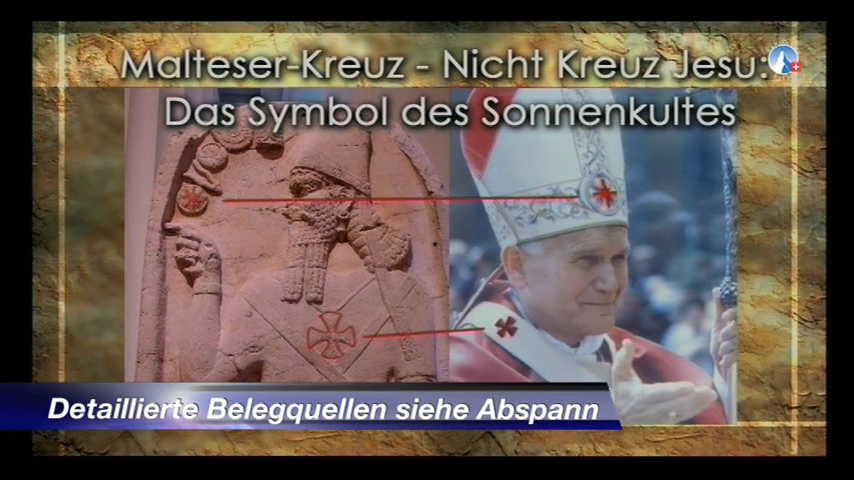 Malteser-Kreuz - Nicht Kreuz Jesu:
Das Symbol des Sonnenkultes
Detaillierte Belegquellen siehe Abspann